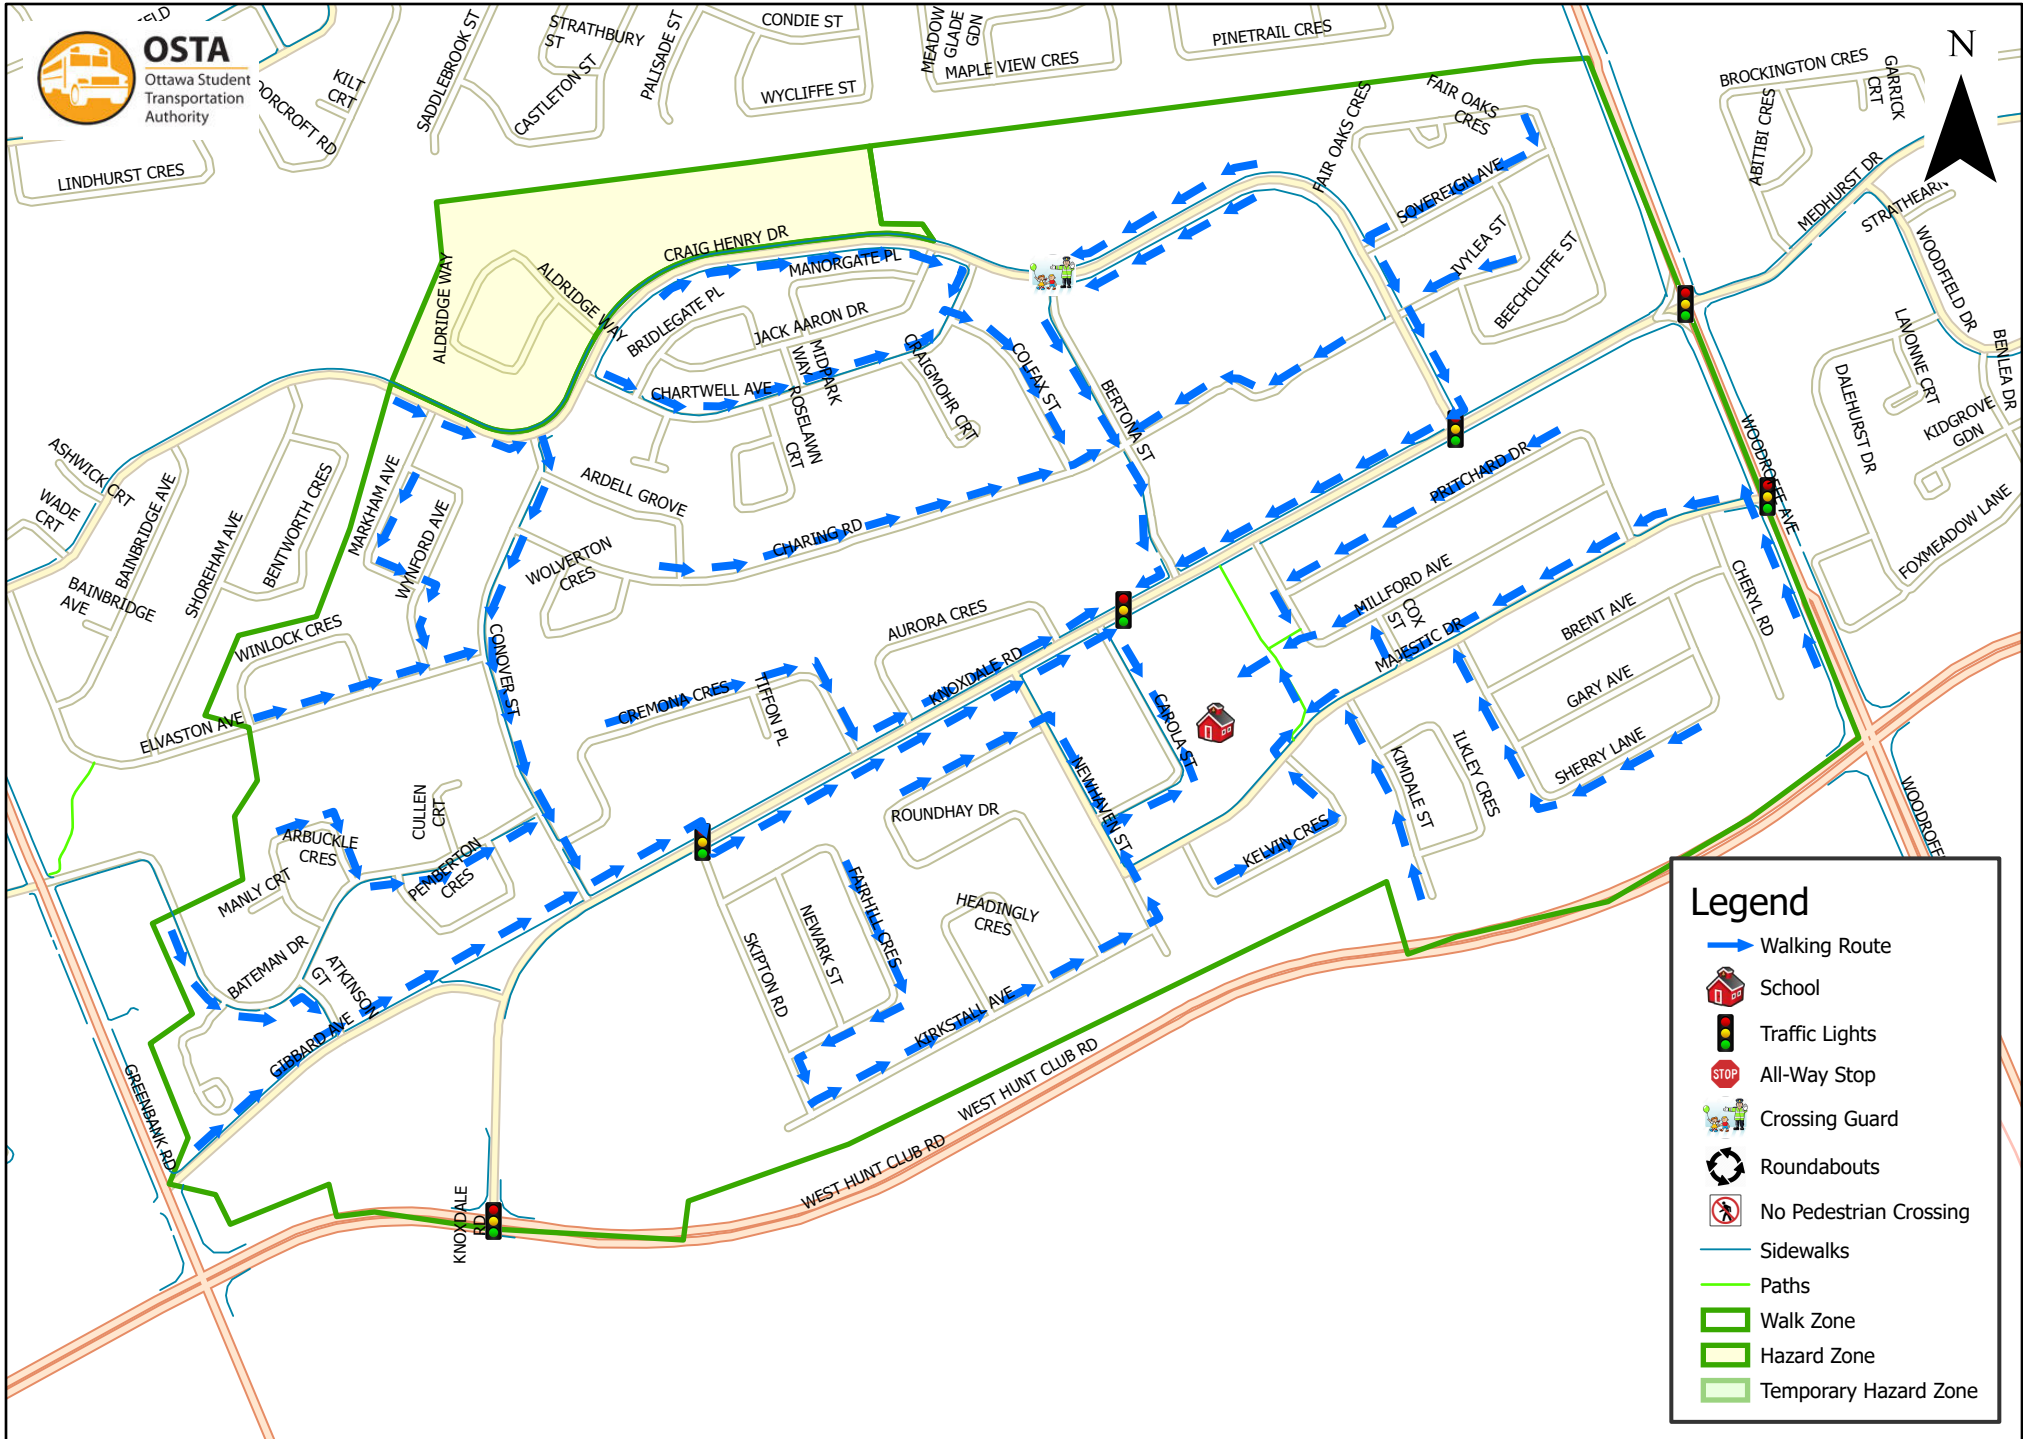 OSTA
Ottawa Student
Transportation
Authority
KILT
CRT
SADDLEBROOK ST
STRATHBURY
ST
CASTLETON ST
PALISADE ST
CONDIE ST
WYCLIFFE ST
MEADOW
GLADE
GDN
MAPLE VIEW CRES
PINETRAIL CRES
FAIR OAKS
CRES
FAIR OAKS CRES
BROCKINGTON CRES
GARRICK
CRT
ABITIBI CRES
N
LINDHURST CRES
MEDHURST DR
STRATHEARN
WOODFIELD DR
SOVEREIGN AVE
IVYLEA ST
BEECHCLIFFE ST
CRAIG HENRY DR
ALDRIDGE WAY
ALDRIDGE WAY
MANORGATE PL
BRIDLEGATE PL
JACK AARON DR
MIDPARK
WAY
CHARTWELL AVE
ROSELAWN
CRT
CRAIGMOHR CRT
COLFAX ST
BERTONA ST
LAVONNE CRT
BENLEA DR
DALEHURST DR
KIDGROVE
GDN
FOXMEADOW LANE
WOODROFFE AVE
ASHWICK CRT
WADE
CRT
BAINBRIDGE AVE
BAINBRIDGE
AVE
SHOREHAM AVE
BENTWORTH CRES
MARKHAM AVE
WYNFORD AVE
ARDELL GROVE
WOLVERTON
CRES
CHARING RD
PRITCHARD DR
MILLFORD AVE
COX
ST
MAJESTIC DR
BRENT AVE
CHERYL RD
GARY AVE
SHERRY LANE
WINLOCK CRES
ELVASTON AVE
CONOVER ST
CREMONA CRES
TIFFON PL
AURORA CRES
KNOXDALE RD
CAROLA ST
NEWHAVEN ST
KIMDALE ST
ILKLEY CRES
KELVIN CRES
CULLEN
CRT
ARBUCKLE
CRES
MANLY CRT
PEMBERTON
CRES
ROUNDHAY DR
FAIRHILL CRES
HEADINGLY
CRES
NEWARK ST
SKIPTON RD
KIRKSTALL AVE
BATEMAN DR
ATKINSON
GT
GIBBARD AVE
GREENBANK RD
WEST HUNT CLUB RD
WEST HUNT CLUB RD
KNOXDALE
RD
Legend
Walking Route
School
Traffic Lights
STOP
All-Way Stop
Crossing Guard
Roundabouts
No Pedestrian Crossing
Sidewalks
Paths
Walk Zone
Hazard Zone
Temporary Hazard Zone